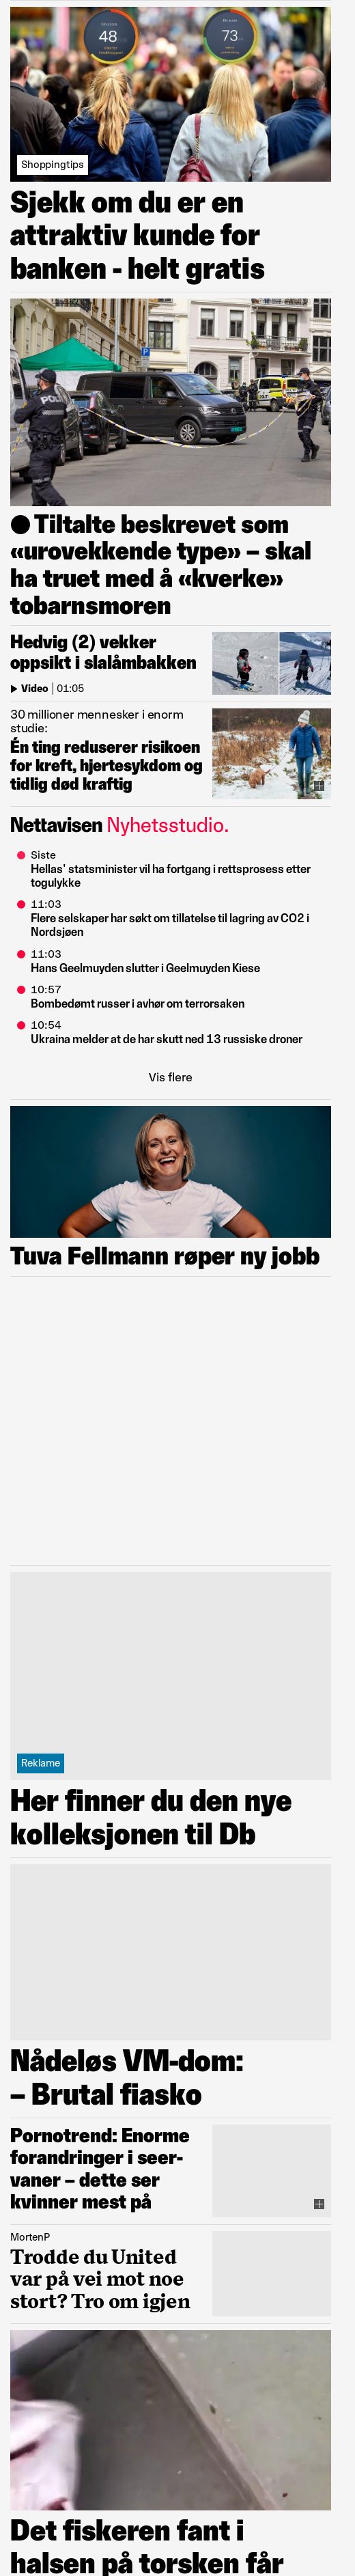 48
73
Shoppingtips
Sjekk om du er en
attraktiv kunde for
banken - helt gratis
P
Tiltalte beskrevet som
«urovekkende type» – skal
ha truet med å «kverke»
tobarnsmoren
Hedvig (2) vekker
oppsikt i slalåmbakken
Video | 01:05
30 millioner mennesker i enorm
studie:
Én ting reduserer risikoen
for kreft, hjertesykdom og
tidlig død kraftig
Nettavisen Nyhetsstudio.
Siste
Hellas' statsminister vil ha fortgang i rettsprosess etter
togulykke
11:03
Flere selskaper har søkt om tillatelse til lagring av CO2 i
Nordsjøen
11:03
Hans Geelmuyden slutter i Geelmuyden Kiese
10:57
Bombedømt russer i avhør om terrorsaken
10:54
Ukraina melder at de har skutt ned 13 russiske droner
Vis flere
Tuva Fellmann røper ny jobb
Reklame
Her finner du den nye
kolleksjonen til Db
Nådeløs VM-dom:
– Brutal fiasko
Pornotrend: Enorme
forandringer i seer-
vaner – dette ser
kvinner mest på
MortenP
Trodde du United
var på vei mot noe
stort? Tro om igjen
Det fiskeren fant i
halsen på torsken får